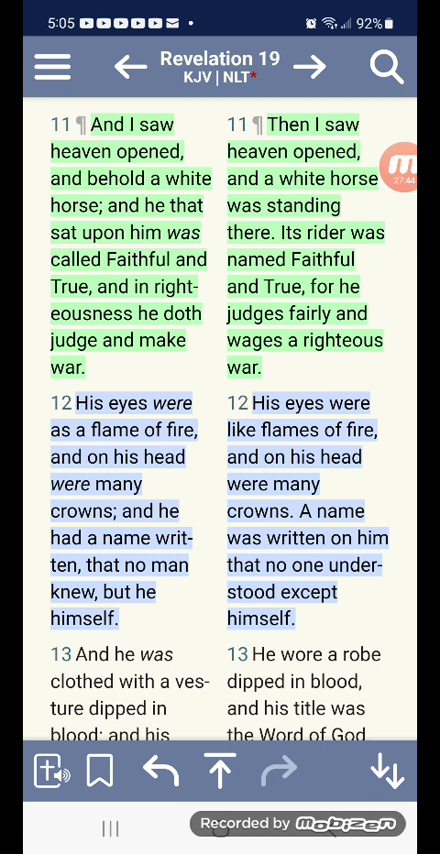 5:05 92%
Revelation 19
KJV | NLT*
11 ¶ And I saw
heaven opened,
and behold a white
horse; and he that
sat upon him was
called Faithful and
True, and in right-
eousness he doth
judge and make
war.
12 His eyes were
as a flame of fire,
and on his head
were many
crowns; and he
had a name writ-
ten, that no man
knew, but he
himself.
13 And he was
clothed with a ves-
ture dipped in
blood: and his
11 ¶ Then I saw
heaven opened,
and a white horse
was standing
there. Its rider was
named Faithful
and True, for he
judges fairly and
wages a righteous
war.
12 His eyes were
like flames of fire,
and on his head
were many
crowns. A name
was written on him
that no one under-
stood except
himself.
13 He wore a robe
dipped in blood,
and his title was
the Word of God
27:44
Recorded by mobizen